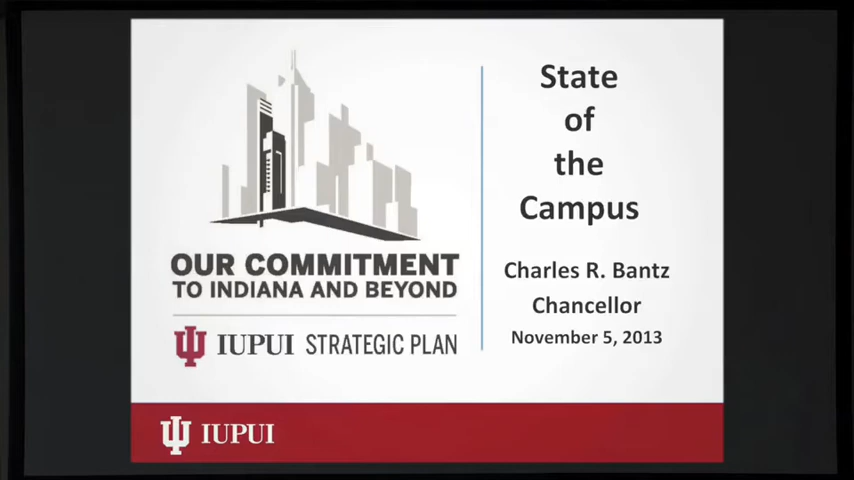 OUR COMMITMENT
TO INDIANA AND BEYOND
IUPUI STRATEGIC PLAN
State
of
the
Campus
Charles R. Bantz
Chancellor
November 5, 2013
IUPUI